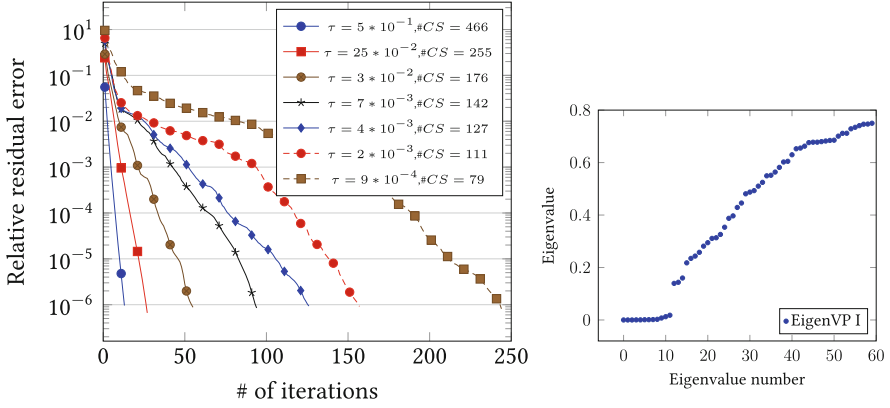 10^1
10^−1
10^−2
10^−3
10^−4
10^−5
10^−6
Relative residual error
0 50 100 150 200 250
# of iterations
τ = 5 ∗ 10^−1,#CS = 466
τ = 25 ∗ 10^−2,#CS = 255
τ = 3 ∗ 10^−2,#CS = 176
τ = 7 ∗ 10^−3,#CS = 142
τ = 4 ∗ 10^−3,#CS = 127
τ = 2 ∗ 10^−3,#CS = 111
τ = 9 ∗ 10^−4,#CS = 79
0.8
0.6
0.4
0.2
0
Eigenvalue
0 10 20 30 40 50 60
Eigenvalue number
EigenVP I